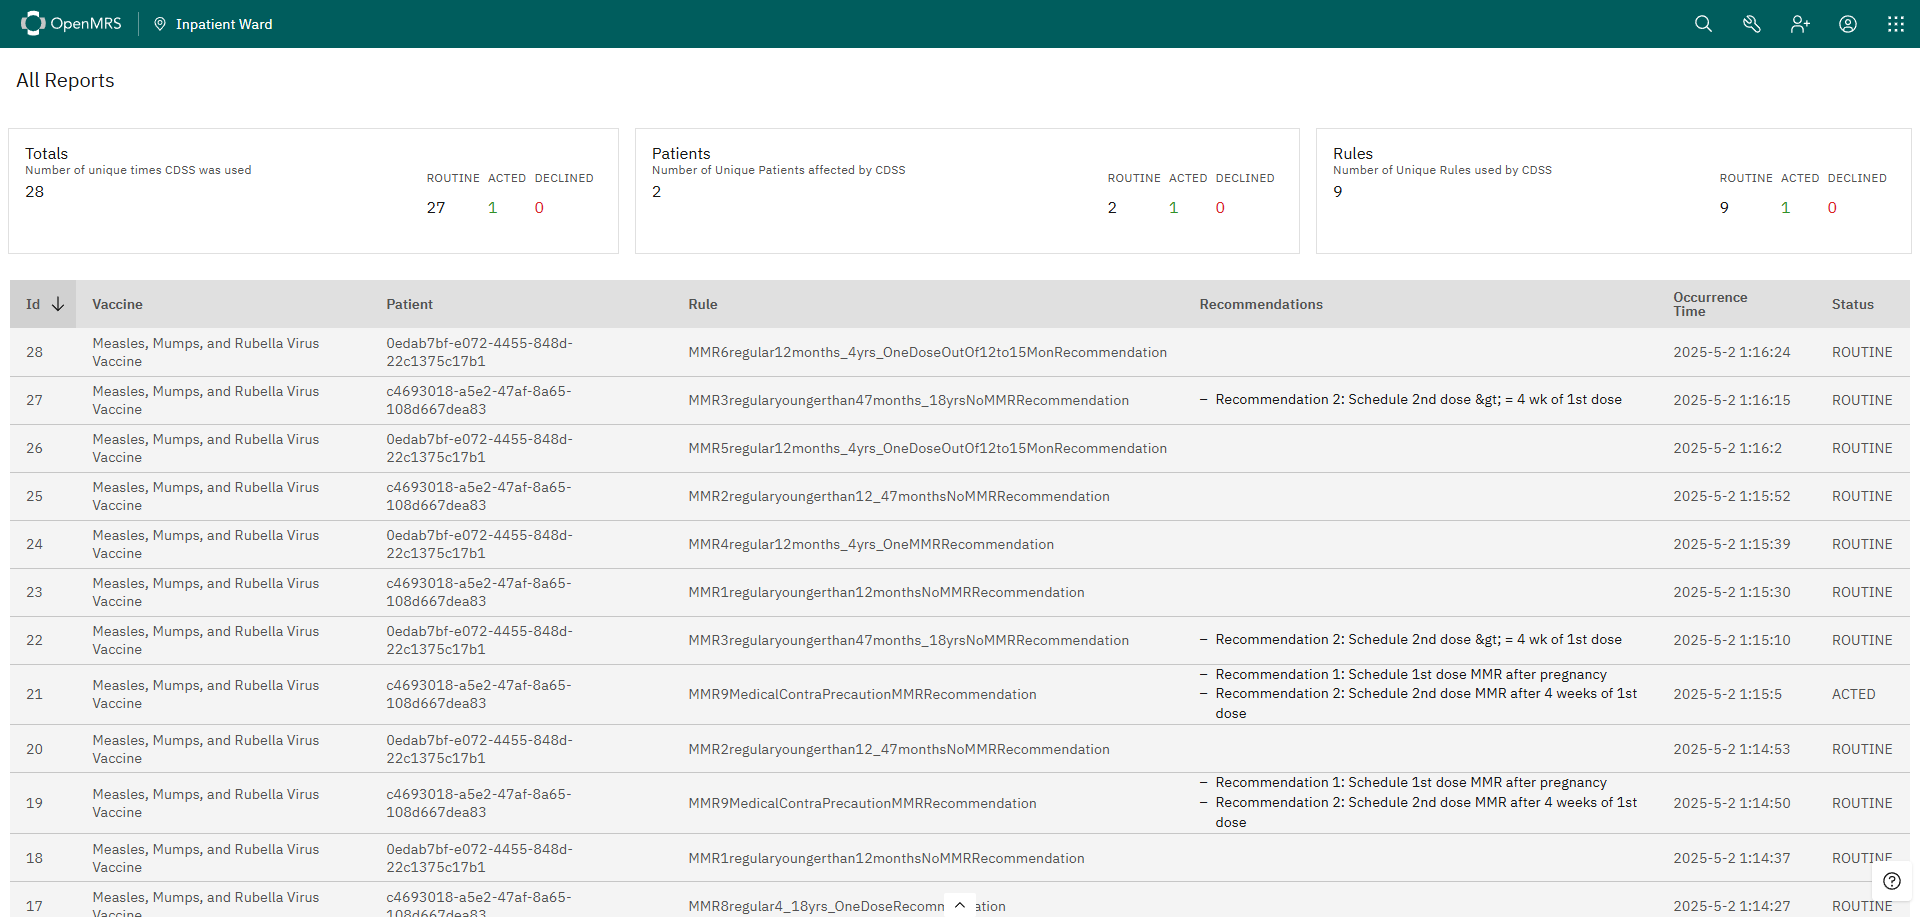 OpenMRS
Inpatient Ward
All Reports
Totals
Number of unique times CDSS was used
28
ROUTINE ACTED DECLINED
27 1 0
Patients
Number of Unique Patients affected by CDSS
2
ROUTINE ACTED DECLINED
2 1 0
Rules
Number of Unique Rules used by CDSS
9
ROUTINE ACTED DECLINED
9 1 0
Id Vaccine Patient Rule Recommendations Occurrence
Time Status
28 Measles, Mumps, and Rubella Virus
Vaccine 0edab7bf-e072-4455-848d-
22c1375c17b1 MMR6regular12months_4yrs_OneDoseOutOf12to15MonRecommendation 2025-5-2 1:16:24 ROUTINE
27 Measles, Mumps, and Rubella Virus
Vaccine c4693018-a5e2-47af-8a65-
108d667dea83 MMR3regularyoungerthan47months_18yrsNoMMRRecommendation – Recommendation 2: Schedule 2nd dose &gt; = 4 wk of 1st dose 2025-5-2 1:16:15 ROUTINE
26 Measles, Mumps, and Rubella Virus
Vaccine 0edab7bf-e072-4455-848d-
22c1375c17b1 MMR5regular12months_4yrs_OneDoseOutOf12to15MonRecommendation 2025-5-2 1:16:2 ROUTINE
25 Measles, Mumps, and Rubella Virus
Vaccine c4693018-a5e2-47af-8a65-
108d667dea83 MMR2regularyoungerthan12_47monthsNoMMRRecommendation 2025-5-2 1:15:52 ROUTINE
24 Measles, Mumps, and Rubella Virus
Vaccine 0edab7bf-e072-4455-848d-
22c1375c17b1 MMR4regular12months_4yrs_OneMMRRecommendation 2025-5-2 1:15:39 ROUTINE
23 Measles, Mumps, and Rubella Virus
Vaccine c4693018-a5e2-47af-8a65-
108d667dea83 MMR1regularyoungerthan12monthsNoMMRRecommendation 2025-5-2 1:15:30 ROUTINE
22 Measles, Mumps, and Rubella Virus
Vaccine 0edab7bf-e072-4455-848d-
22c1375c17b1 MMR3regularyoungerthan47months_18yrsNoMMRRecommendation – Recommendation 2: Schedule 2nd dose &gt; = 4 wk of 1st dose 2025-5-2 1:15:10 ROUTINE
21 Measles, Mumps, and Rubella Virus
Vaccine c4693018-a5e2-47af-8a65-
108d667dea83 MMR9MedicalContraPrecautionMMRRecommendation – Recommendation 1: Schedule 1st dose MMR after pregnancy
– Recommendation 2: Schedule 2nd dose MMR after 4 weeks of 1st
dose 2025-5-2 1:15:5 ACTED
20 Measles, Mumps, and Rubella Virus
Vaccine 0edab7bf-e072-4455-848d-
22c1375c17b1 MMR2regularyoungerthan12_47monthsNoMMRRecommendation 2025-5-2 1:14:53 ROUTINE
19 Measles, Mumps, and Rubella Virus
Vaccine c4693018-a5e2-47af-8a65-
108d667dea83 MMR9MedicalContraPrecautionMMRRecommendation – Recommendation 1: Schedule 1st dose MMR after pregnancy
– Recommendation 2: Schedule 2nd dose MMR after 4 weeks of 1st
dose 2025-5-2 1:14:50 ROUTINE
18 Measles, Mumps, and Rubella Virus
Vaccine 0edab7bf-e072-4455-848d-
22c1375c17b1 MMR1regularyoungerthan12monthsNoMMRRecommendation 2025-5-2 1:14:37 ROUTINE
17 Measles, Mumps, and Rubella Virus
Vaccine c4693018-a5e2-47af-8a65-
108d667dea83 2025-5-2 1:14:27 ROUTINE